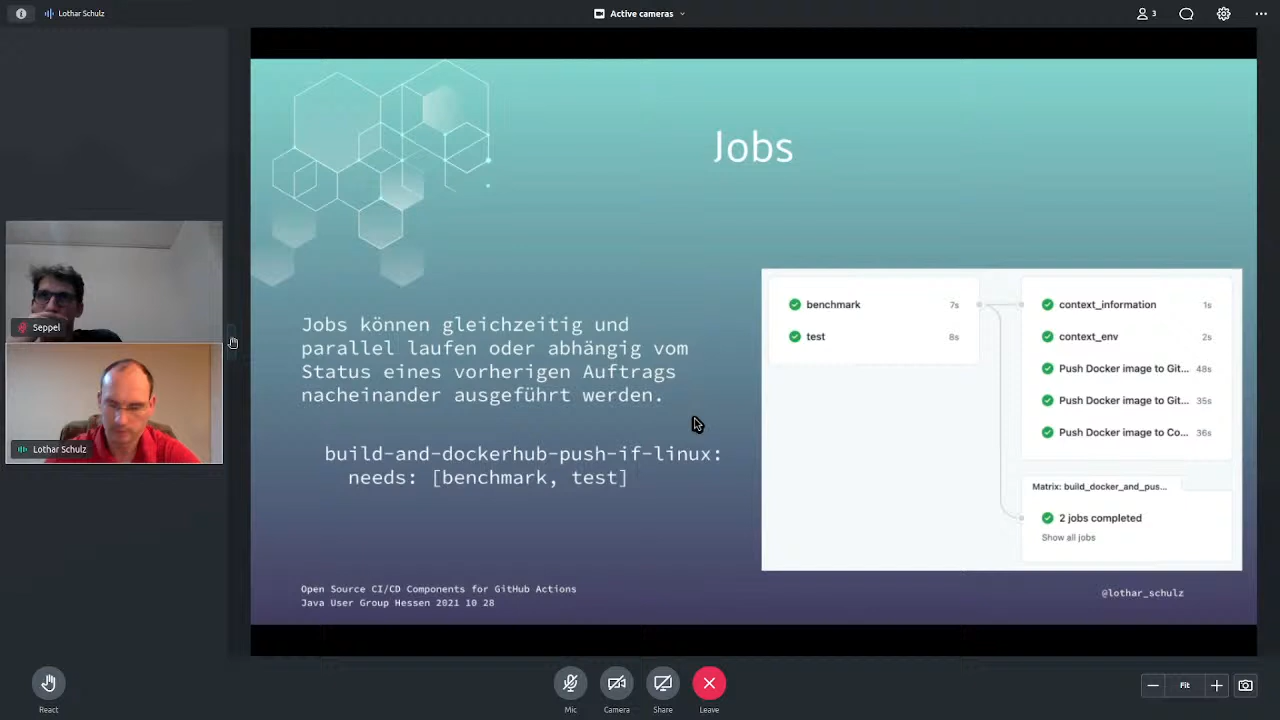 Lothar Schulz
Active cameras
3
Jobs
Jobs können gleichzeitig und
parallel laufen oder abhängig vom
Status eines vorherigen Auftrags
nacheinander ausgeführt werden.
build-and-dockerhub-push-if-linux:
needs: [benchmark, test]
benchmark 7s
test 8s
context_information 1s
context_env 2s
Push Docker image to Git... 48s
Push Docker image to Git... 35s
Push Docker image to Co... 36s
Matrix: build_docker_and_pus...
2 jobs completed
Show all jobs
Open Source CI/CD Components for GitHub Actions
Java User Group Hessen 2021 10 28
@lothar_schulz
Seppel
Lothar Schulz
React
Mic
Camera
Share
Leave
Fit